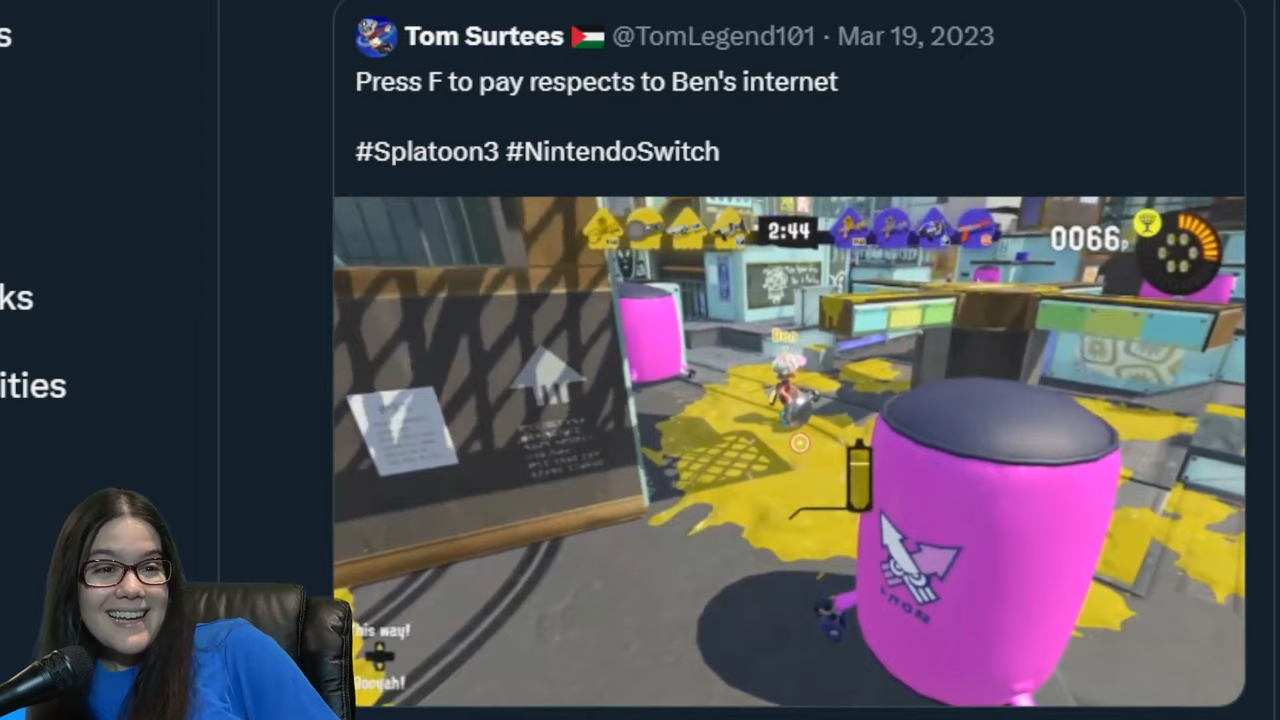 s
ks
ities
Tom Surtees @TomLegend101 · Mar 19, 2023
Press F to pay respects to Ben's internet
#Splatoon3 #NintendoSwitch
2:44
0066p
Ben
This way!
Booyah!